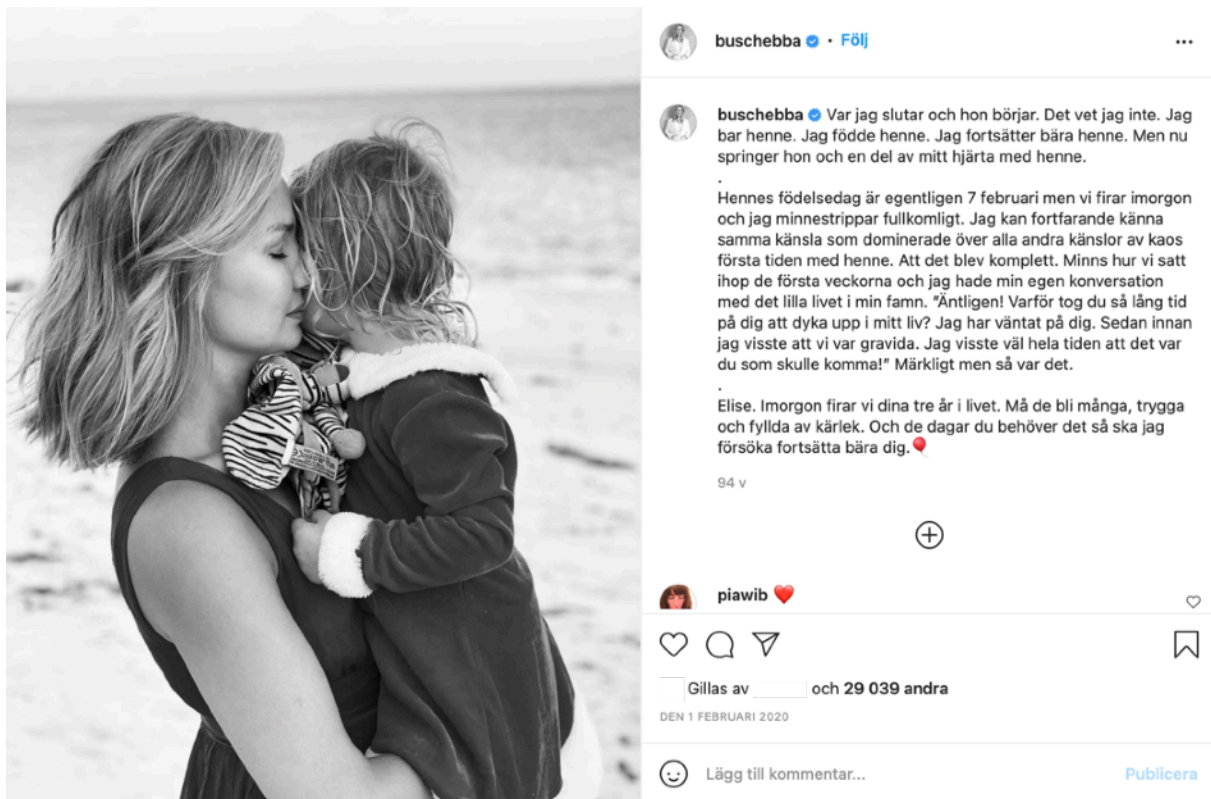 buschebba • Följ
buschebba Var jag slutar och hon börjar. Det vet jag inte. Jag
bar henne. Jag födde henne. Jag fortsätter bära henne. Men nu
springer hon och en del av mitt hjärta med henne.
.
Hennes födelsedag är egentligen 7 februari men vi firar imorgon
och jag minnestrippar fullkomligt. Jag kan fortfarande känna
samma känsla som dominerade över alla andra känslor av kaos
första tiden med henne. Att det blev komplett. Minns hur vi satt
ihop de första veckorna och jag hade min egen konversation
med det lilla livet i min famn. "Äntligen! Varför tog du så lång tid
på dig att dyka upp i mitt liv? Jag har väntat på dig. Sedan innan
jag visste att vi var gravida. Jag visste väl hela tiden att det var
du som skulle komma!" Märkligt men så var det.
.
Elise. Imorgon firar vi dina tre år i livet. Må de bli många, trygga
och fyllda av kärlek. Och de dagar du behöver det så ska jag
försöka fortsätta bära dig.🎈
94 v
piawib ❤️
Gillas av och 29 039 andra
DEN 1 FEBRUARI 2020
Lägg till kommentar... Publicera